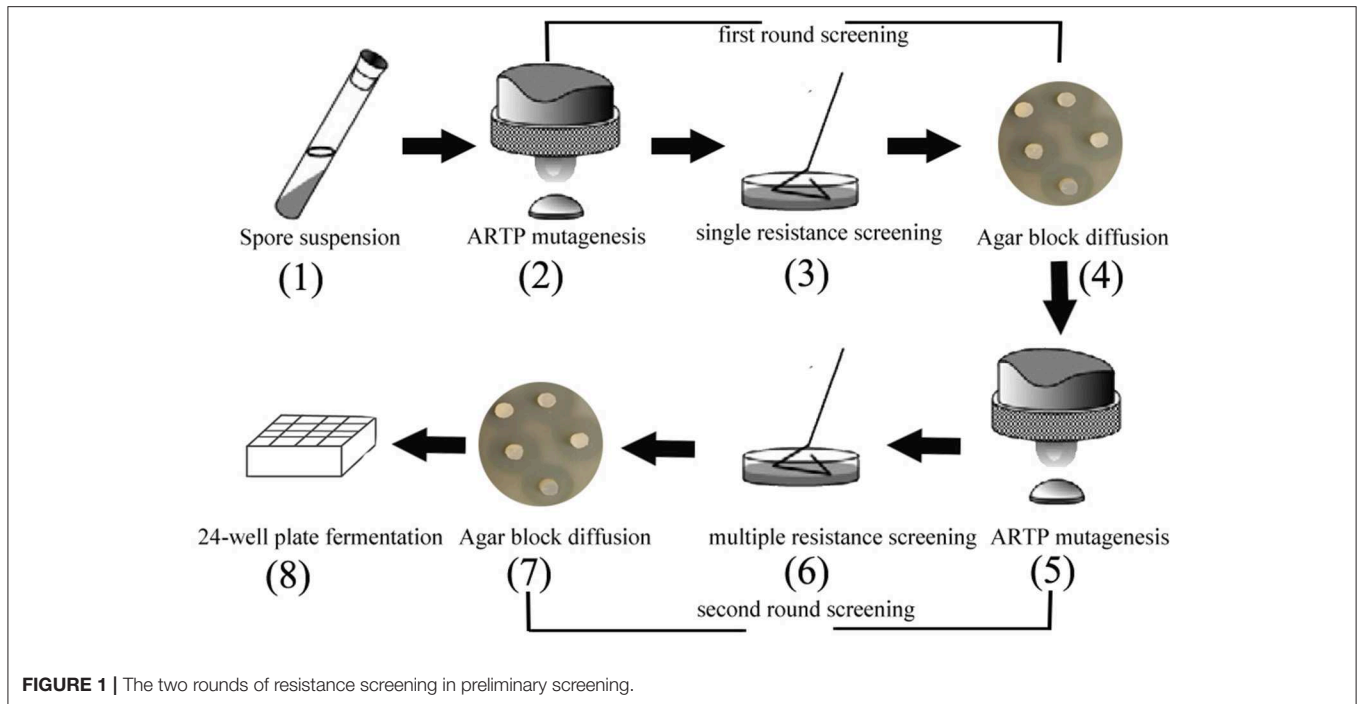 first round screening
Spore suspension
(1)
ARTP mutagenesis
(2)
single resistance screening
(3)
Agar block diffusion
(4)
24-well plate fermentation
(8)
Agar block diffusion
(7)
multiple resistance screening
(6)
ARTP mutagenesis
(5)
second round screening
FIGURE 1 | The two rounds of resistance screening in preliminary screening.